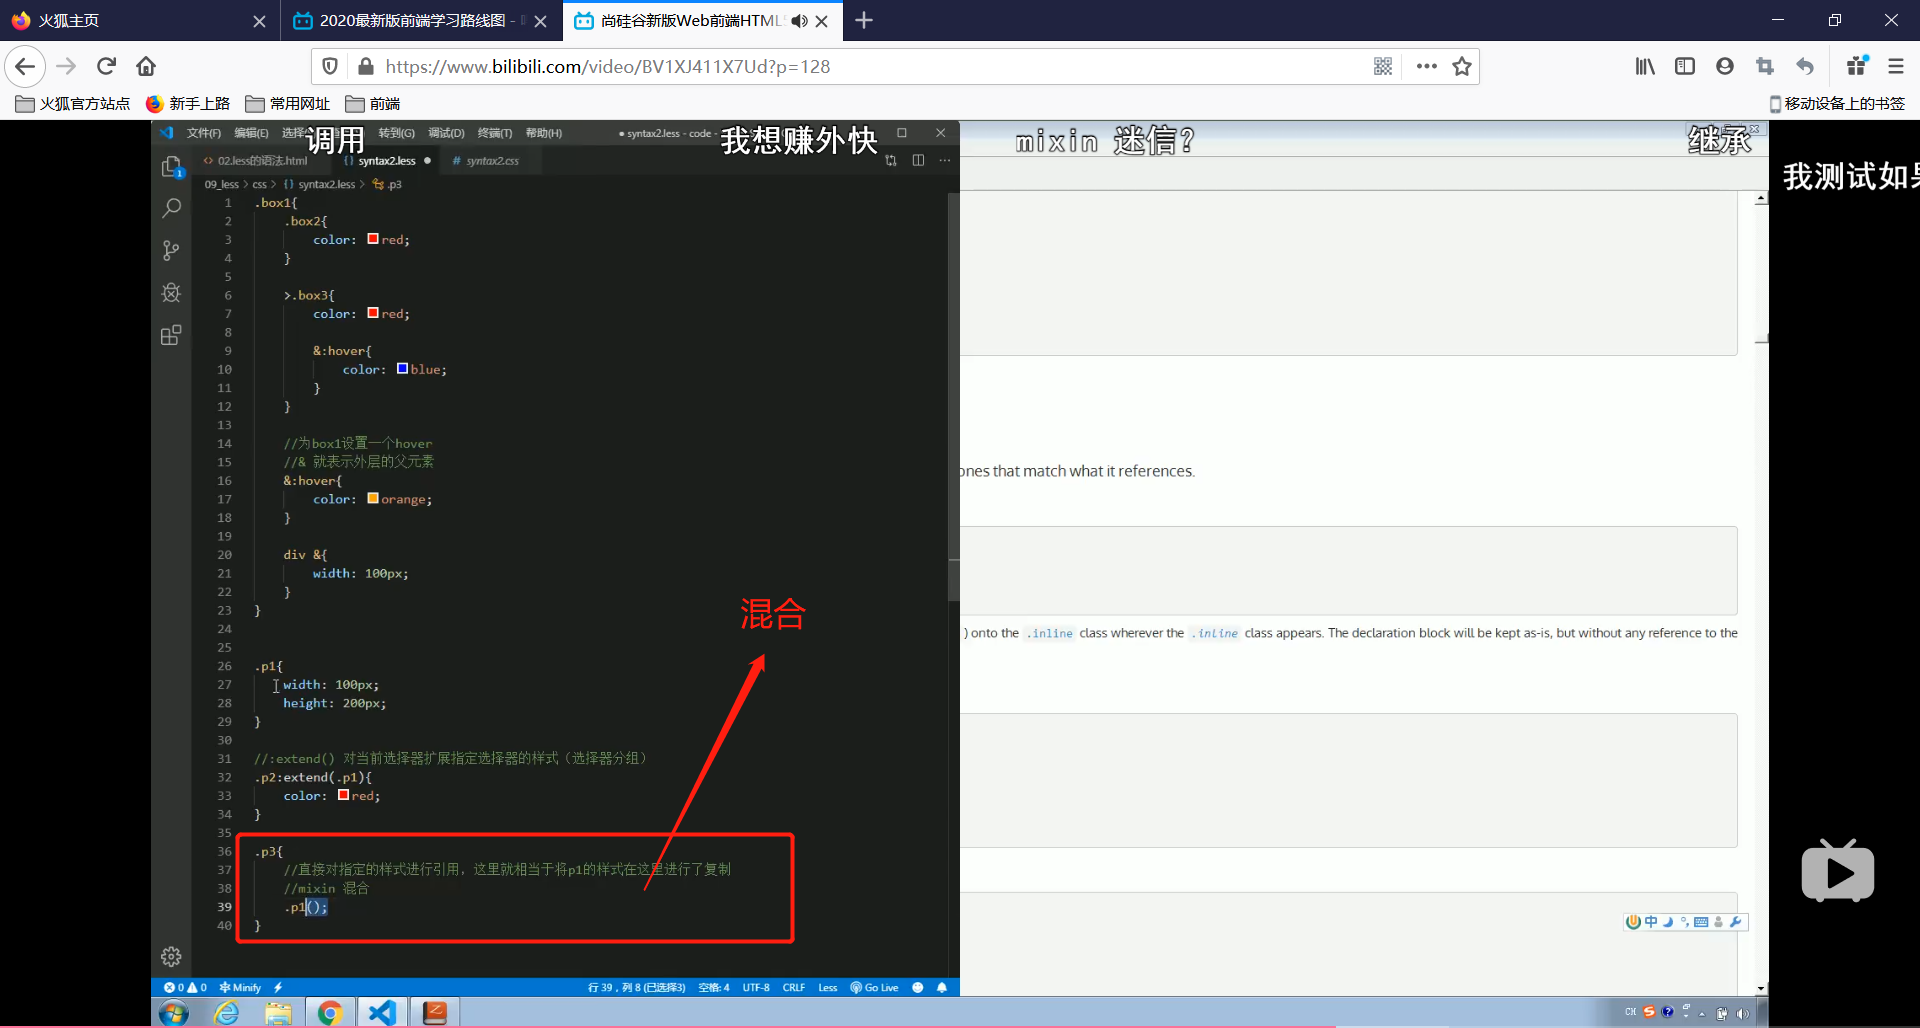 火狐主页
2020最新版前端学习路线图 -
尚硅谷新版Web前端HTML
https://www.bilibili.com/video/BV1XJ411X7Ud?p=128
火狐官方站点
新手上路
常用网址
前端
移动设备上的书签
文件(F) 编辑(E) 转到(G) 调试(D) 终端(T) 帮助(H)
● syntax2.less - code -
调用
我想赚外快
mixin 迷信？
继承
我测试如果
02.less的语法.html
syntax2.less ●
# syntax2.css
09_less > css > {} syntax2.less > .p3
1 .box1{
2 .box2{
3 color: red;
4 }
5
6 >.box3{
7 color: red;
8
9 &:hover{
10 color: blue;
11 }
12 }
13
14 //为box1设置一个hover
15 //& 就表示外层的父元素
16 &:hover{
17 color: orange;
18 }
19
20 div &{
21 width: 100px;
22 }
23 }
24
25
26 .p1{
27 width: 100px;
28 height: 200px;
29 }
30
31 //:extend() 对当前选择器扩展指定选择器的样式（选择器分组）
32 .p2:extend(.p1){
33 color: red;
34 }
35
36 .p3{
37 //直接对指定的样式进行引用，这里就相当于将p1的样式在这里进行了复制
38 //mixin 混合
39 .p1();
40 }
混合
ones that match what it references.
) onto the .inline class wherever the .inline class appears. The declaration block will be kept as-is, but without any reference to the
中
0 0 Minify
行 39，列 8 (已选择3) 空格: 4 UTF-8 CRLF Less Go Live
CH